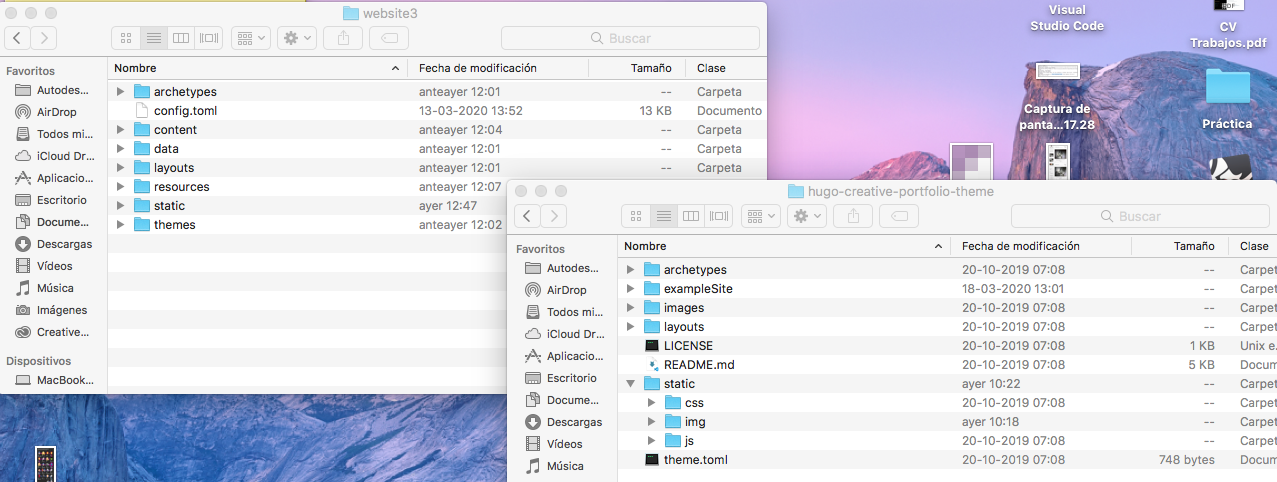 website3
Buscar
Favoritos
Autodes...
AirDrop
Todos mi...
iCloud Dr...
Aplicacio...
Escritorio
Docume...
Descargas
Vídeos
Música
Imágenes
Creative...
Dispositivos
MacBook...
Nombre Fecha de modificación Tamaño Clase
archetypes anteayer 12:01 -- Carpeta
config.toml 13-03-2020 13:52 13 KB Documento
content anteayer 12:04 -- Carpeta
data anteayer 12:01 -- Carpeta
layouts anteayer 12:01 -- Carpeta
resources anteayer 12:07
static ayer 12:47
themes anteayer 12:02
Visual
Studio Code
CV
Trabajos.pdf
Captura de
panta...17.28
Práctica
hugo-creative-portfolio-theme
Buscar
Favoritos
Autodes...
AirDrop
Todos mi...
iCloud Dr...
Aplicacio...
Escritorio
Docume...
Descargas
Vídeos
Música
Nombre Fecha de modificación Tamaño Clase
archetypes 20-10-2019 07:08 -- Carpet
exampleSite 18-03-2020 13:01 -- Carpet
images 20-10-2019 07:08 -- Carpet
layouts 20-10-2019 07:08 -- Carpet
LICENSE 20-10-2019 07:08 1 KB Unix e.
README.md 20-10-2019 07:08 5 KB Docum
static ayer 10:22 -- Carpet
css 20-10-2019 07:08 -- Carpet
img ayer 10:18 -- Carpet
js 20-10-2019 07:08 -- Carpet
theme.toml 20-10-2019 07:08 748 bytes Docum